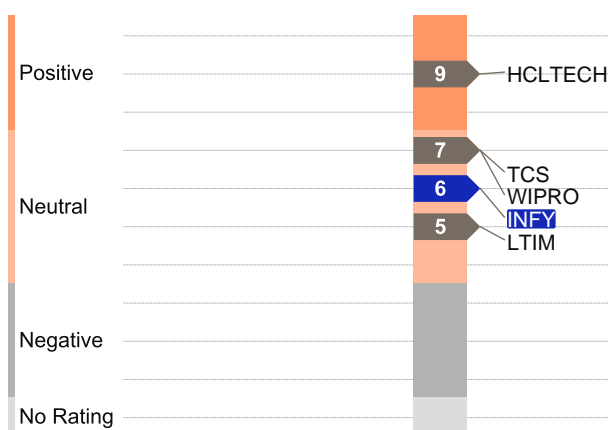 Positive
9
HCLTECH
7
TCS
Neutral
6
WIPRO
INFY
5
LTIM
Negative
No Rating